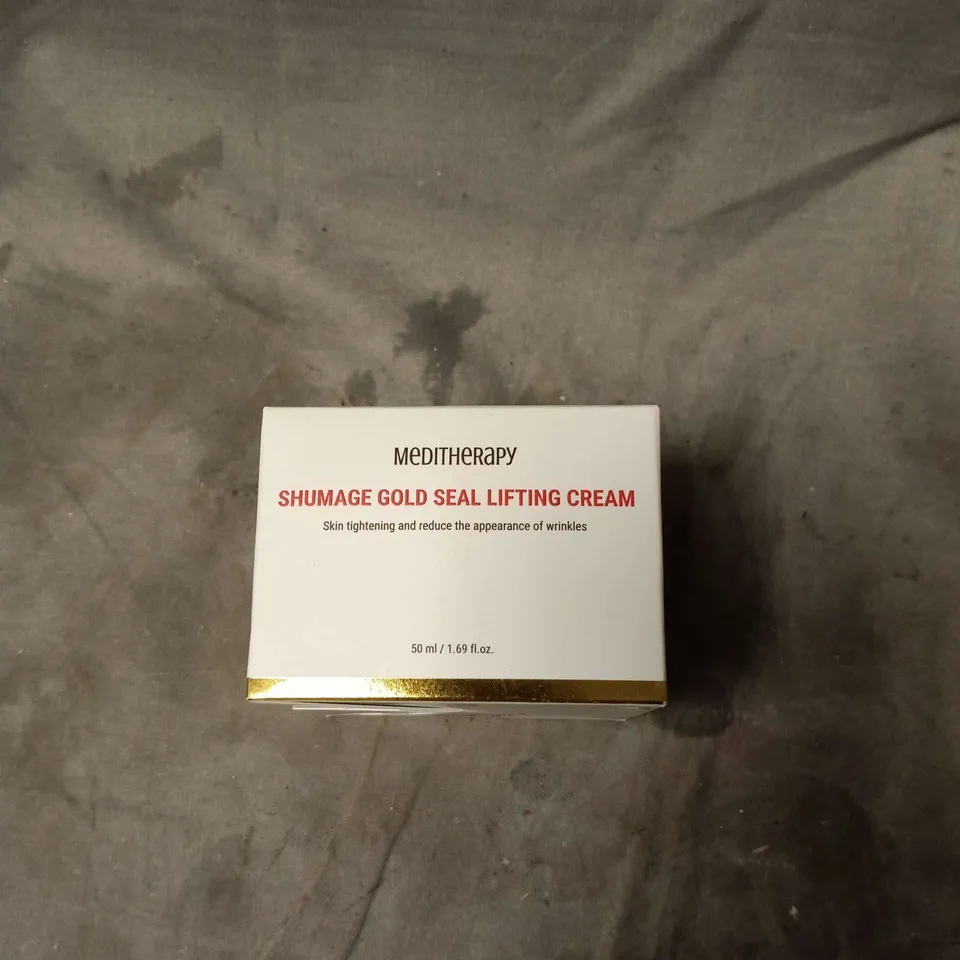 MEDITHERAPY
SHUMAGE GOLD SEAL LIFTING CREAM
Skin tightening and reduce the appearance of wrinkles
50 ml / 1.69 fl.oz.